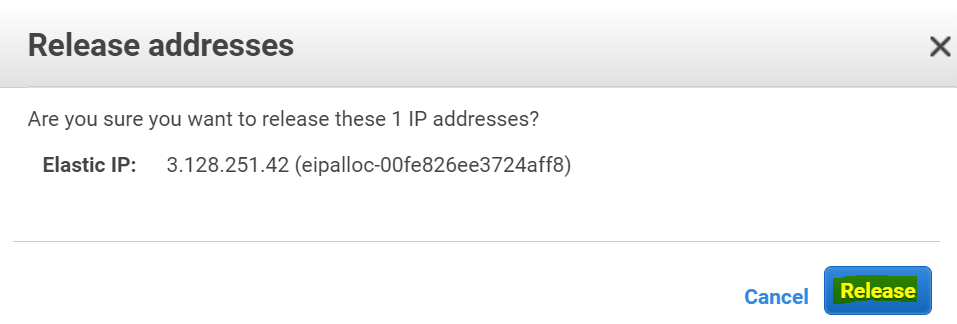 Release addresses
Are you sure you want to release these 1 IP addresses?
Elastic IP: 3.128.251.42 (eipalloc-00fe826ee3724aff8)
Cancel Release